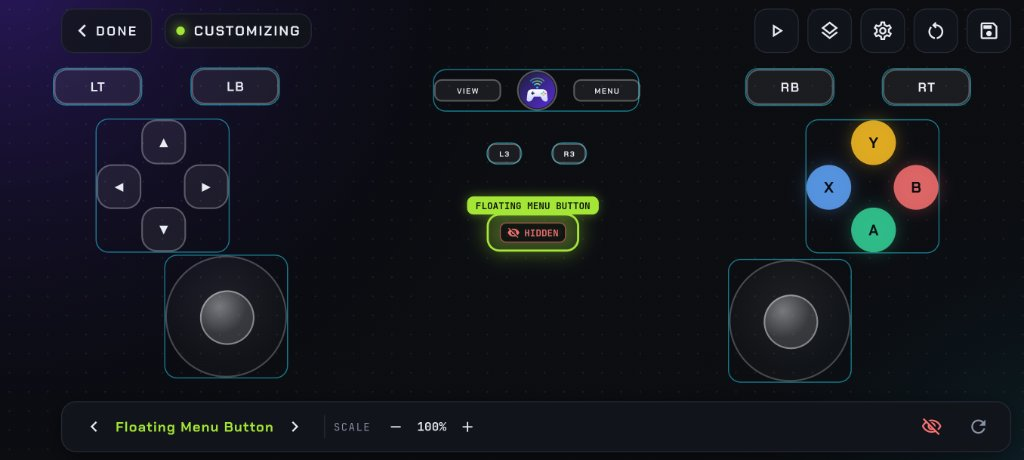 DONE
CUSTOMIZING
LT
LB
VIEW
MENU
RB
RT
L3
R3
Y
X
B
A
FLOATING MENU BUTTON
HIDDEN
Floating Menu Button
SCALE
100%